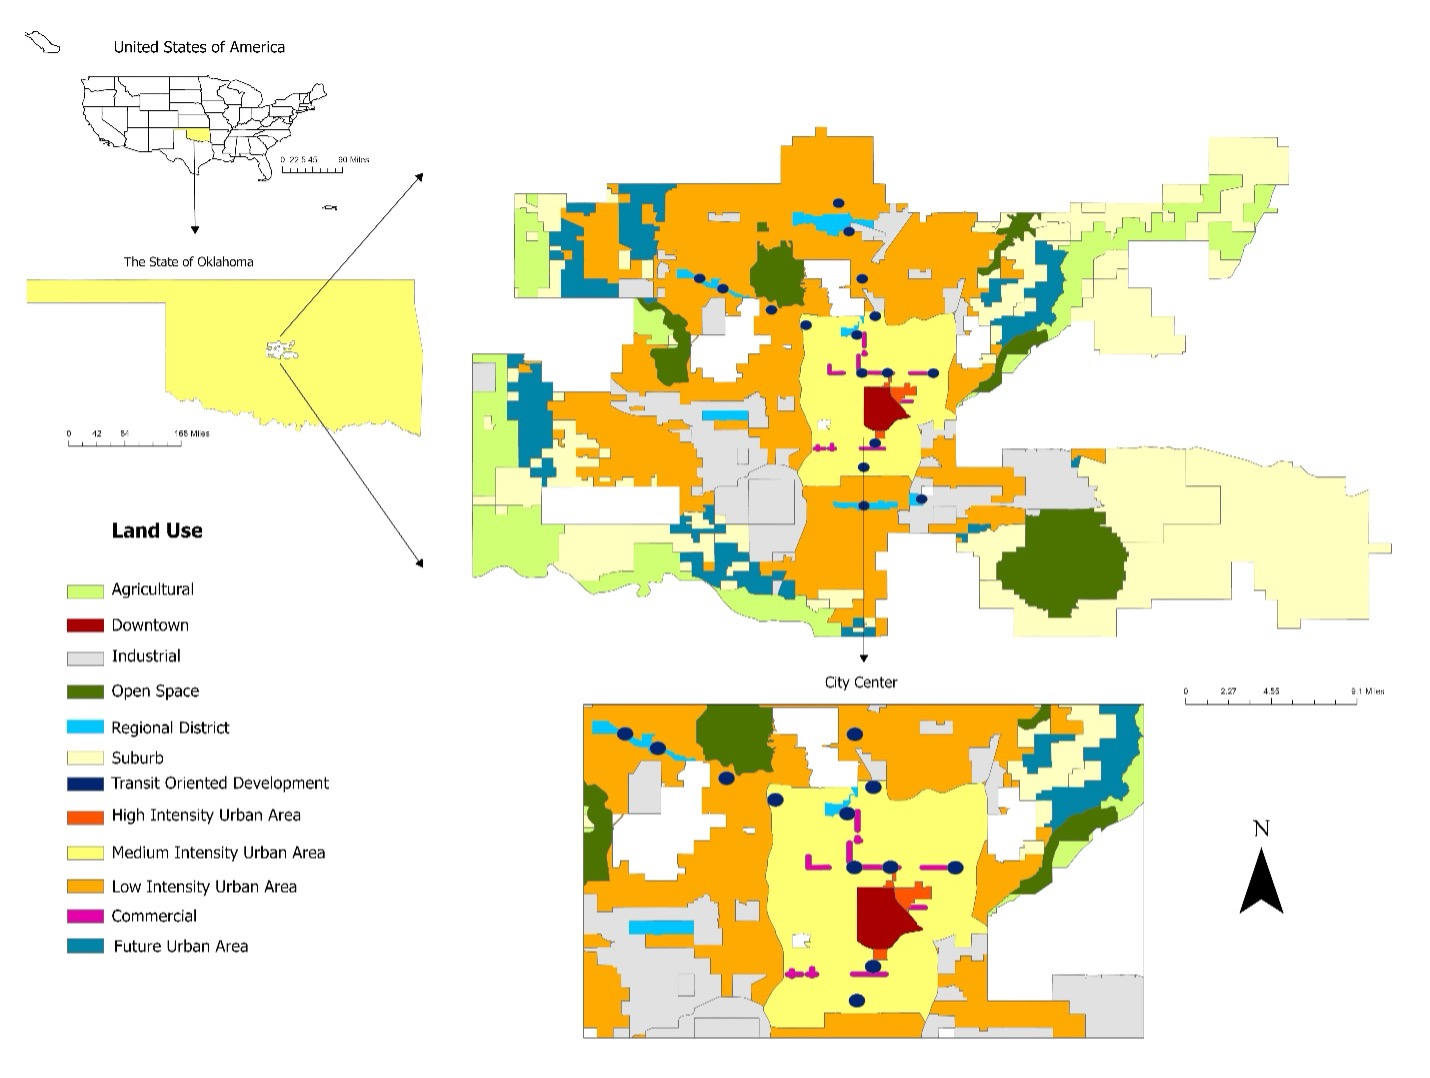 United States of America
0 22.5 45 90 Miles
The State of Oklahoma
0 42 84 168 Miles
Land Use
Agricultural
Downtown
Industrial
Open Space
Regional District
Suburb
Transit Oriented Development
High Intensity Urban Area
Medium Intensity Urban Area
Low Intensity Urban Area
Commercial
Future Urban Area
City Center
0 2.27 4.55 9.1 Miles
N